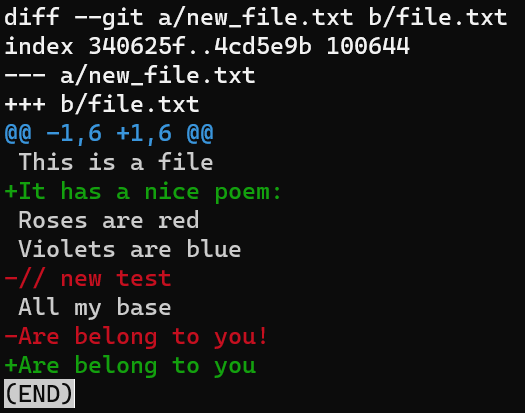 diff --git a/new_file.txt b/file.txt
index 340625f..4cd5e9b 100644
--- a/new_file.txt
+++ b/file.txt
@@ -1,6 +1,6 @@
 This is a file
+It has a nice poem:
 Roses are red
 Violets are blue
-// new test
 All my base
-Are belong to you!
+Are belong to you
(END)